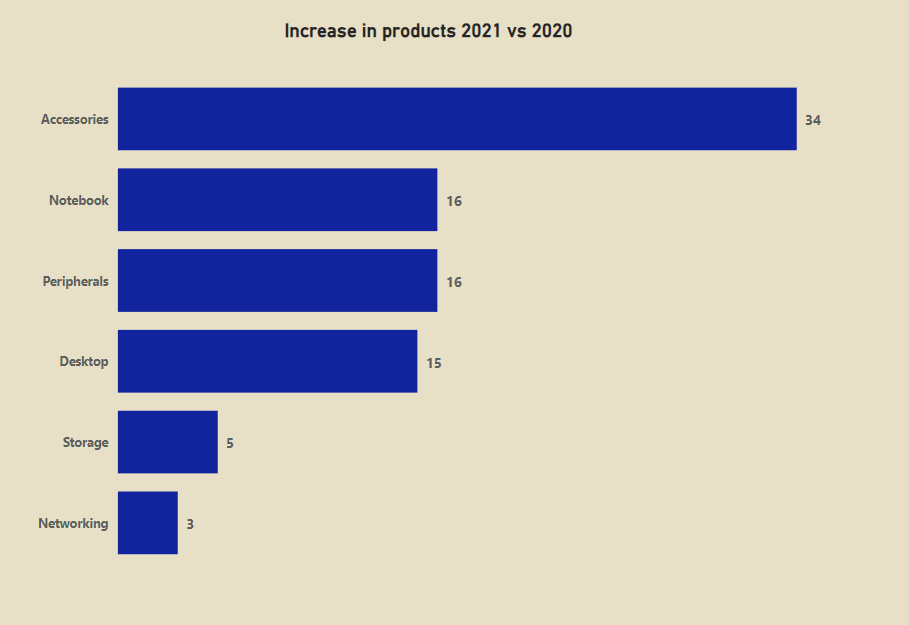 Increase in products 2021 vs 2020
Accessories 34
Notebook 16
Peripherals 16
Desktop 15
Storage 5
Networking 3